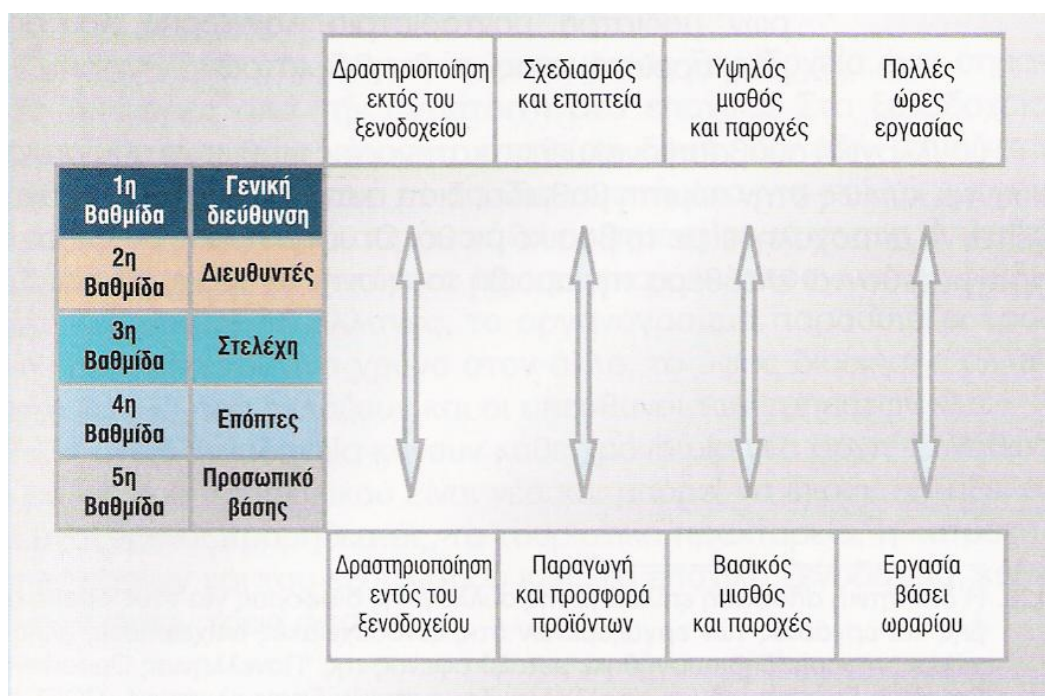 Δραστηριοποίηση
εκτός του
ξενοδοχείου
Σχεδιασμός
και εποπτεία
Υψηλός
μισθός
και παροχές
Πολλές
ώρες
εργασίας
1η
Βαθμίδα
Γενική
διεύθυνση
2η
Βαθμίδα
Διευθυντές
3η
Βαθμίδα
Στελέχη
4η
Βαθμίδα
Επόπτες
5η
Βαθμίδα
Προσωπικό
βάσης
Δραστηριοποίηση
εντός του
ξενοδοχείου
Παραγωγή
και προσφορά
προϊόντων
Βασικός
μισθός
και παροχές
Εργασία
βάσει
ωραρίου